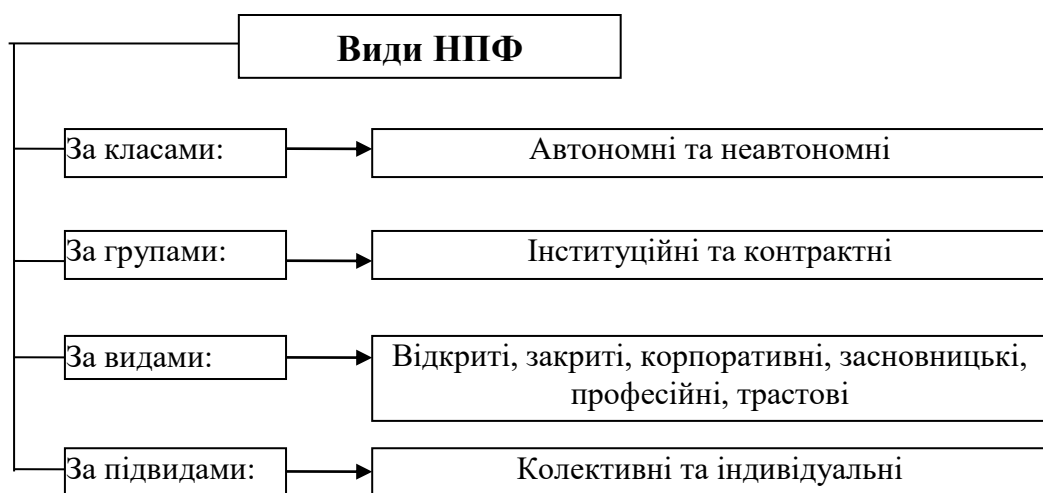 Види НПФ
За класами:
Автономні та неавтономні
За групами:
Інституційні та контрактні
За видами:
Відкриті, закриті, корпоративні, засновницькі,
професійні, трастові
За підвидами:
Колективні та індивідуальні